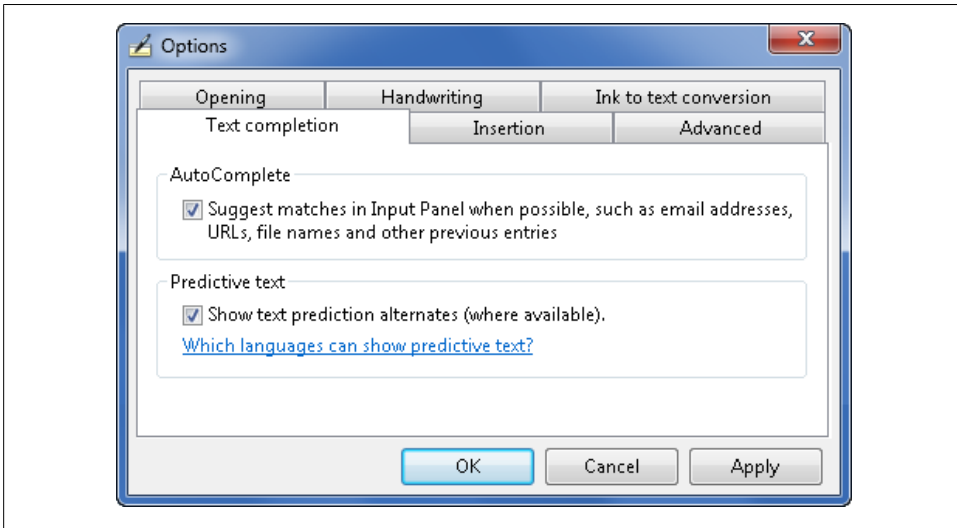 Options
Opening
Handwriting
Ink to text conversion
Text completion
Insertion
Advanced
AutoComplete
Suggest matches in Input Panel when possible, such as email addresses,
URLs, file names and other previous entries
Predictive text
Show text prediction alternates (where available).
Which languages can show predictive text?
OK
Cancel
Apply